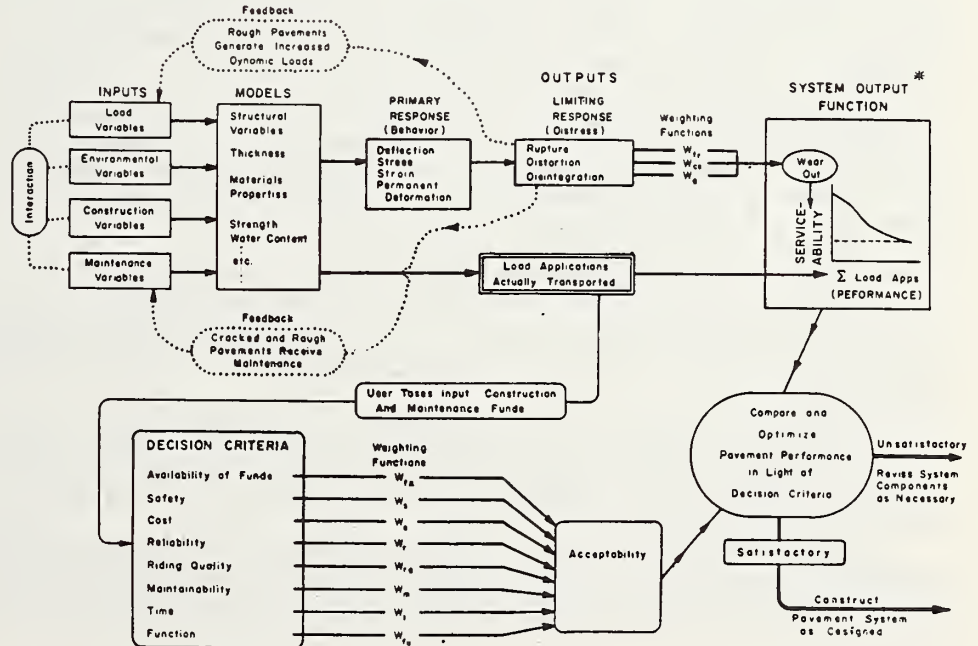 Feedback
Rough Pavements
Generate Increased
Dynamic Loads
INPUTS
Load
Variables
Environmental
Variables
Construction
Variables
Maintenance
Variables
Interaction
MODELS
Structural
Variables
Thickness
Materials
Properties
Strength
Water Content
etc.
PRIMARY
RESPONSE
(Behavior)
Deflection
Stress
Strain
Permanent
Deformation
OUTPUTS
LIMITING
RESPONSE
(Distress)
Rupture
Distortion
Disintegration
Weighting
Functions
SYSTEM OUTPUT *
FUNCTION
Wear
Out
SERVICE-
ABILITY
Σ Load Apps
(PEFORMANCE)
Load Applications
Actually Transported
Feedback
Cracked and Rough
Pavements Receive
Maintenance
User Taxes Input Construction
And Maintenance Funds
DECISION CRITERIA
Availability of Funds
Safety
Cost
Reliability
Riding Quality
Maintainability
Time
Function
Weighting
Functions
Acceptability
Compare and
Optimize
Pavement Performance
in Light of
Decision Criteria
Unsatisfactory
Revise System
Components
as Necessary
Satisfactory
Construct
Pavement System
as Cesigned